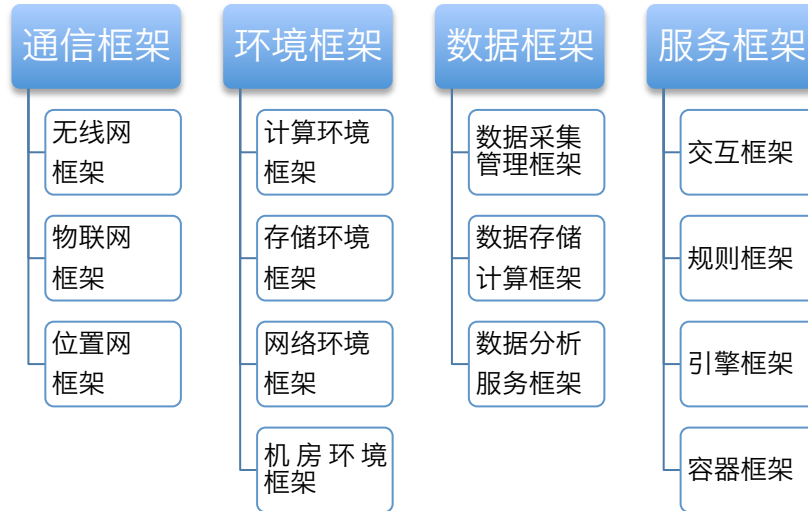 通信框架
无线网
框架
物联网
框架
位置网
框架
环境框架
计算环境
框架
存储环境
框架
网络环境
框架
机房环境
框架
数据框架
数据采集
管理框架
数据存储
计算框架
数据分析
服务框架
服务框架
交互框架
规则框架
引擎框架
容器框架